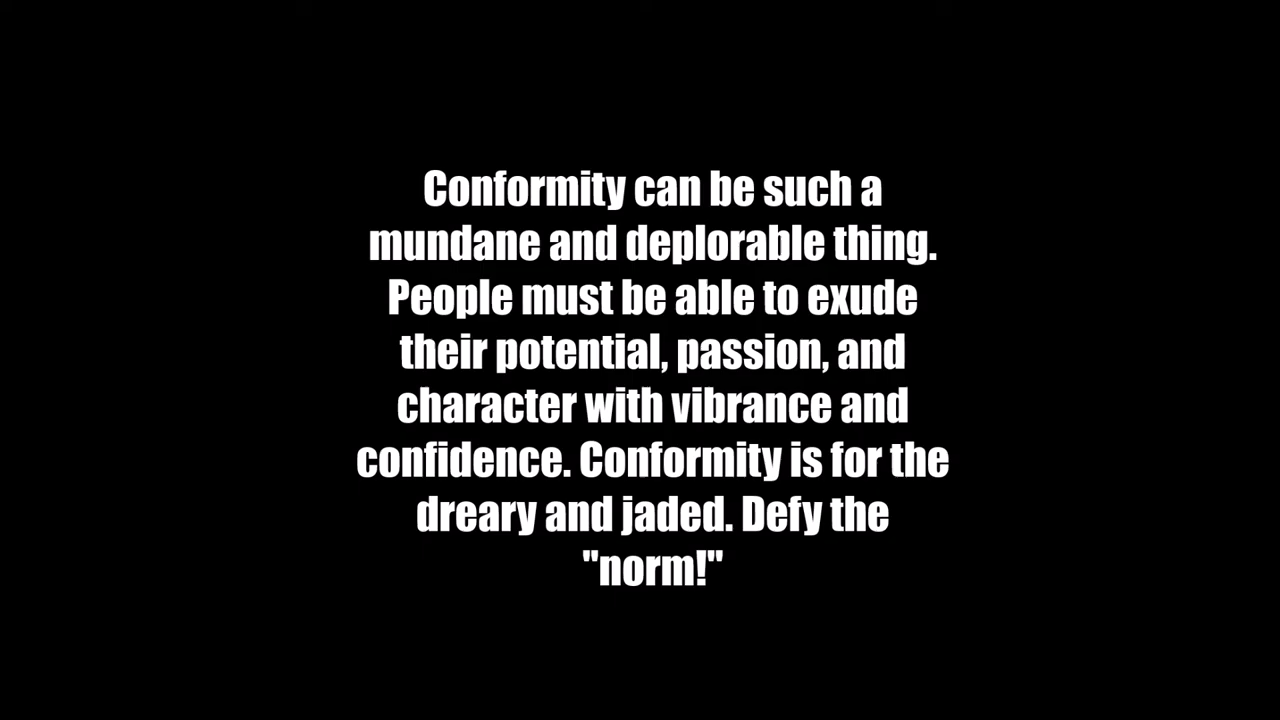 Conformity can be such a
mundane and deplorable thing.
People must be able to exude
their potential, passion, and
character with vibrance and
confidence. Conformity is for the
dreary and jaded. Defy the
"norm!"